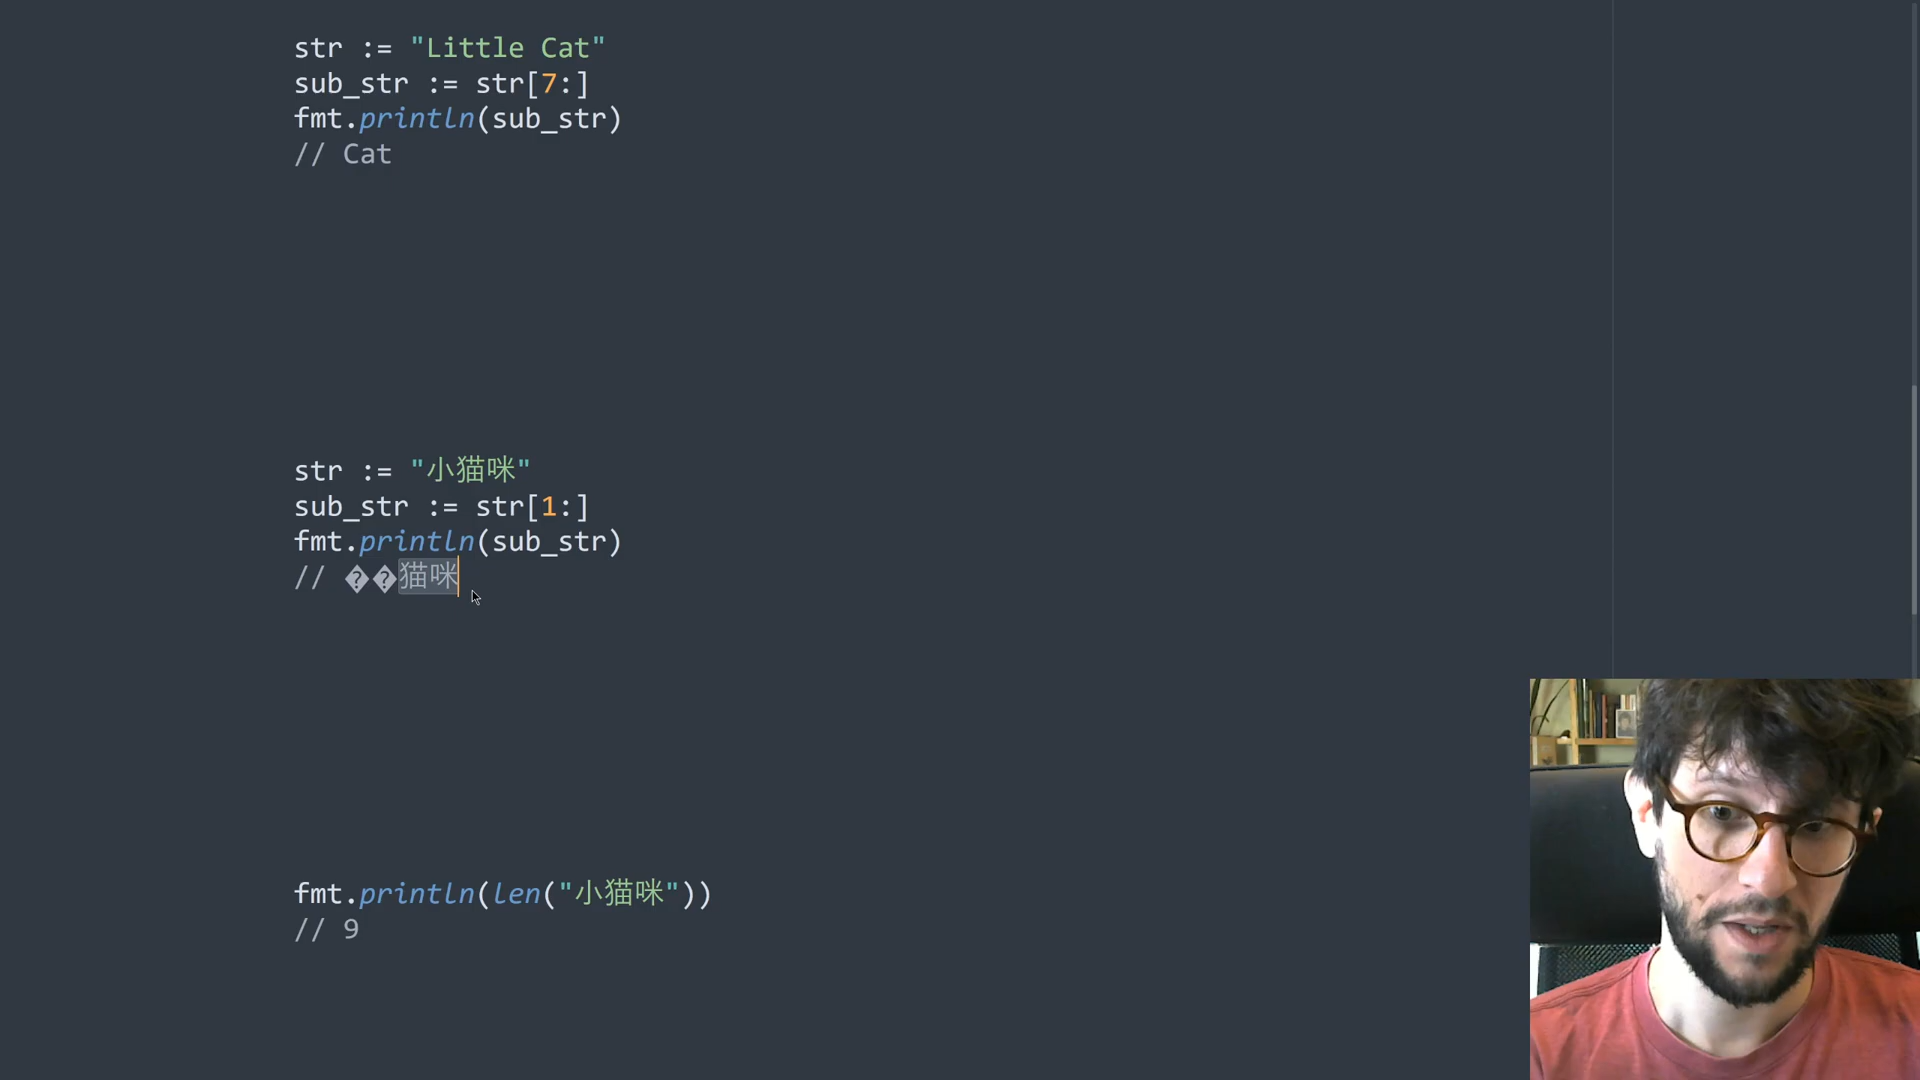 str := "Little Cat"
sub_str := str[7:]
fmt.println(sub_str)
// Cat
str := "小猫咪"
sub_str := str[1:]
fmt.println(sub_str)
// ��猫咪
fmt.println(len("小猫咪"))
// 9